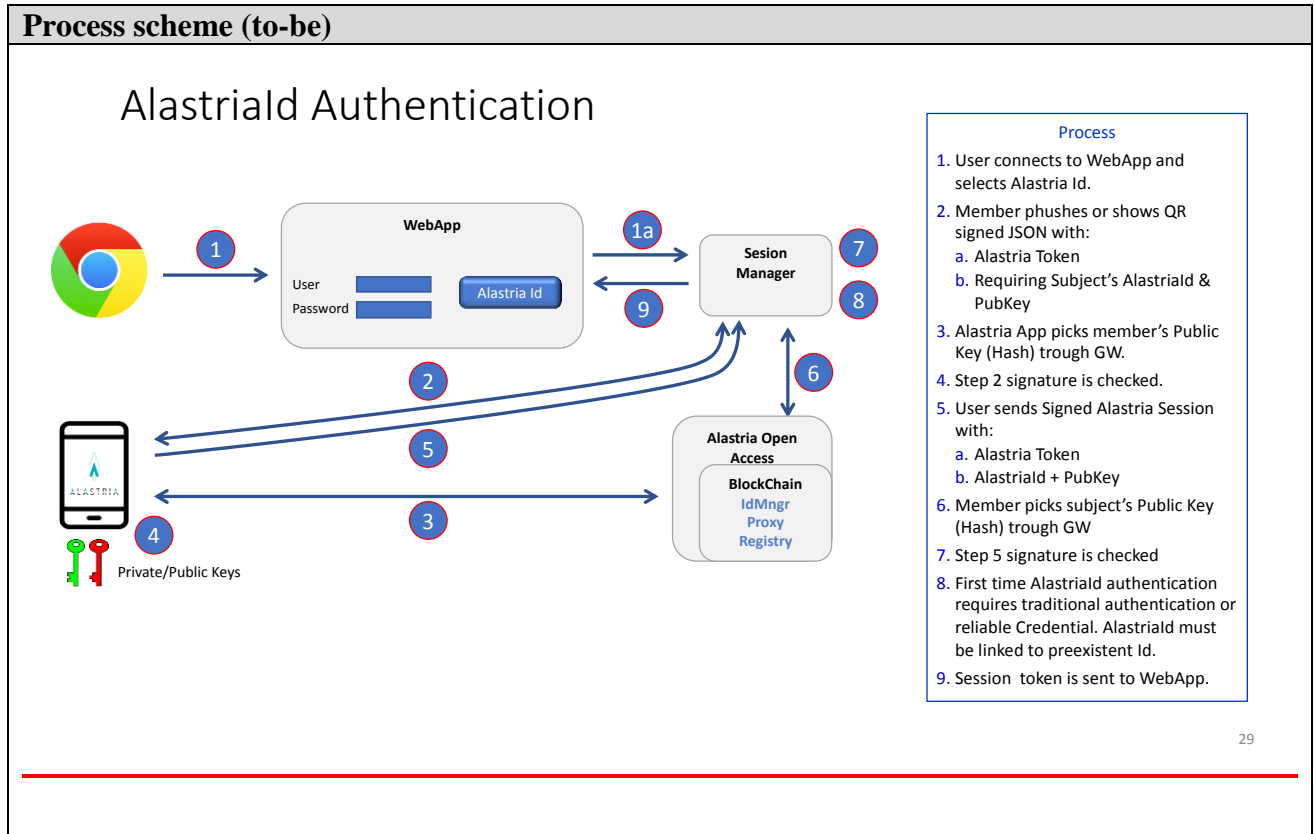 Process scheme (to-be)
AlastriaId Authentication
WebApp
User
Password
Alastria Id
1
1a
9
Sesion
Manager
7
8
2
5
6
3
4
ALASTRIA
Private/Public Keys
Alastria Open
Access
BlockChain
IdMngr
Proxy
Registry
Process
1. User connects to WebApp and
selects Alastria Id.
2. Member phushes or shows QR
signed JSON with:
a. Alastria Token
b. Requiring Subject's AlastriaId &
PubKey
3. Alastria App picks member's Public
Key (Hash) trough GW.
4. Step 2 signature is checked.
5. User sends Signed Alastria Session
with:
a. Alastria Token
b. AlastriaId + PubKey
6. Member picks subject's Public Key
(Hash) trough GW
7. Step 5 signature is checked
8. First time AlastriaId authentication
requires traditional authentication or
reliable Credential. AlastriaId must
be linked to preexistent Id.
9. Session token is sent to WebApp.
29